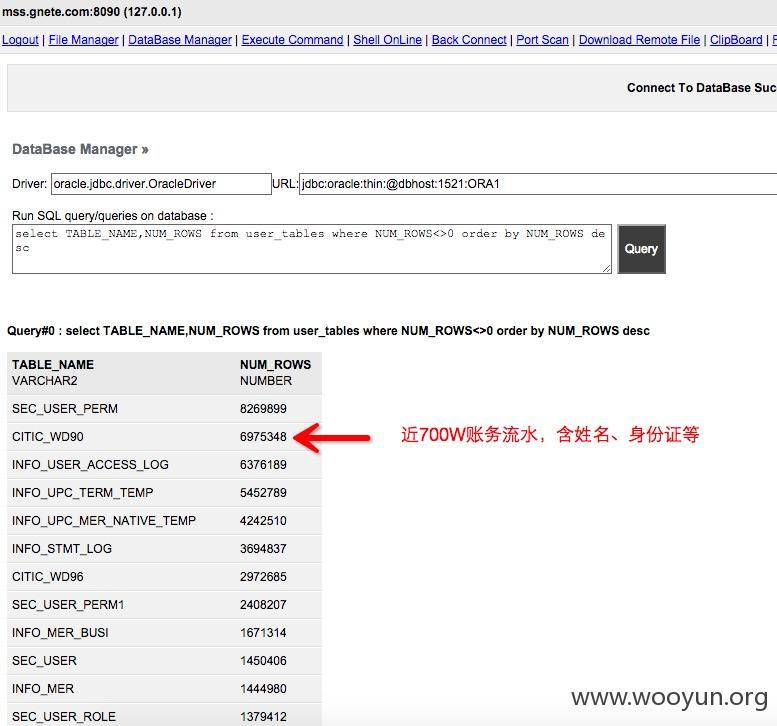 mss.gnete.com:8090 (127.0.0.1)
Logout | File Manager | DataBase Manager | Execute Command | Shell OnLine | Back Connect | Port Scan | Download Remote File | ClipBoard |
Connect To DataBase Suc
DataBase Manager »
Driver: oracle.jdbc.driver.OracleDriver URL: jdbc:oracle:thin:@dbhost:1521:ORA1
Run SQL query/queries on database :
select TABLE_NAME,NUM_ROWS from user_tables where NUM_ROWS<>0 order by NUM_ROWS de
sc
Query
Query#0 : select TABLE_NAME,NUM_ROWS from user_tables where NUM_ROWS<>0 order by NUM_ROWS desc
TABLE_NAME NUM_ROWS
VARCHAR2 NUMBER
SEC_USER_PERM 8269899
CITIC_WD90 6975348 近700W账务流水，含姓名、身份证等
INFO_USER_ACCESS_LOG 6376189
INFO_UPC_TERM_TEMP 5452789
INFO_UPC_MER_NATIVE_TEMP 4242510
INFO_STMT_LOG 3694837
CITIC_WD96 2972685
SEC_USER_PERM1 2408207
INFO_MER_BUSI 1671314
SEC_USER 1450406
INFO_MER 1444980
SEC_USER_ROLE 1379412
www.wooyun.org